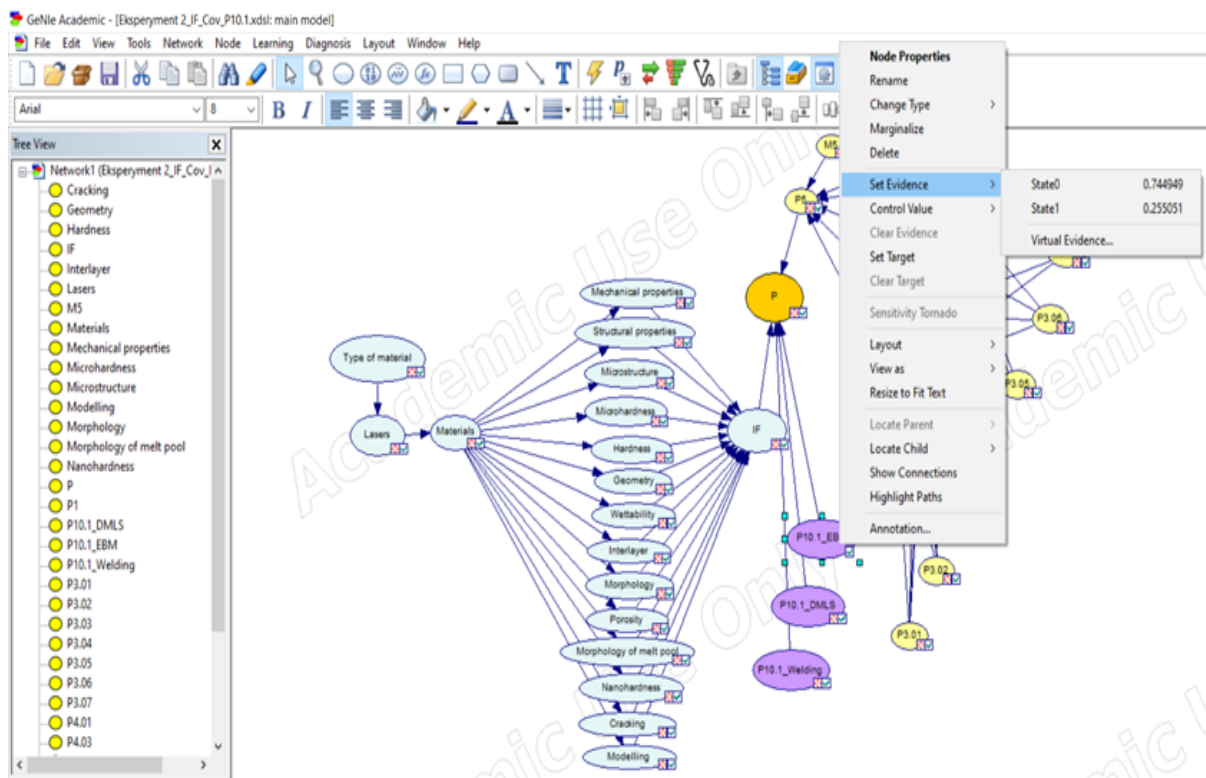 GeNIe Academic - [Eksperyment 2_IF_Cov_P10.1.xdsl: main model]
File Edit View Tools Network Node Learning Diagnosis Layout Window Help
Arial 8 B I A
Tree View
Network1 (Eksperyment 2_IF_Cov_
Cracking
Geometry
Hardness
IF
Interlayer
Lasers
M5
Materials
Mechanical properties
Microhardness
Microstructure
Modelling
Morphology
Morphology of melt pool
Nanohardness
P
P1
P10.1_DMLS
P10.1_EBM
P10.1_Welding
P3.01
P3.02
P3.03
P3.04
P3.05
P3.06
P3.07
P4.01
P4.03
Academic Use Only
Type of material
Lasers
Materials
Mechanical properties
Structural properties
Microstructure
Microhardness
Hardness
Geometry
Wettability
Interlayer
Morphology
Porosity
Morphology of melt pool
Nanohardness
Cracking
Modelling
IF
P
M5
P5
P10.1_EB
P10.1_DMLS
P10.1_Welding
P3.06
P3.05
P3.02
P3.01
Node Properties
Rename
Change Type
Marginalize
Delete
Set Evidence
Control Value
Clear Evidence
Set Target
Clear Target
Sensitivity Tornado
Layout
View as
Resize to Fit Text
Locate Parent
Locate Child
Show Connections
Highlight Paths
Annotation...
State0 0.744949
State1 0.255051
Virtual Evidence...